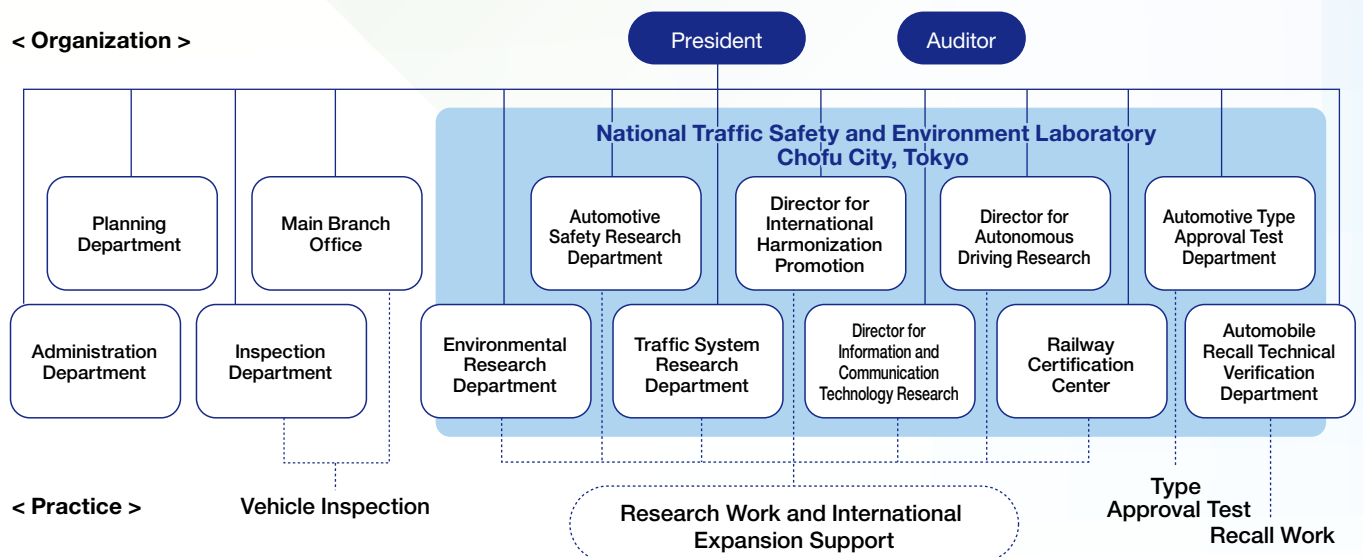 < Organization >
President
Auditor
National Traffic Safety and Environment Laboratory
Chofu City, Tokyo
Planning
Department
Main Branch
Office
Automotive
Safety Research
Department
Director for
International
Harmonization
Promotion
Director for
Autonomous
Driving Research
Automotive Type
Approval Test
Department
Administration
Department
Inspection
Department
Environmental
Research
Department
Traffic System
Research
Department
Director for
Information and
Communication
Technology Research
Railway
Certification
Center
Automobile
Recall Technical
Verification
Department
< Practice >
Vehicle Inspection
Research Work and International
Expansion Support
Type
Approval Test
Recall Work